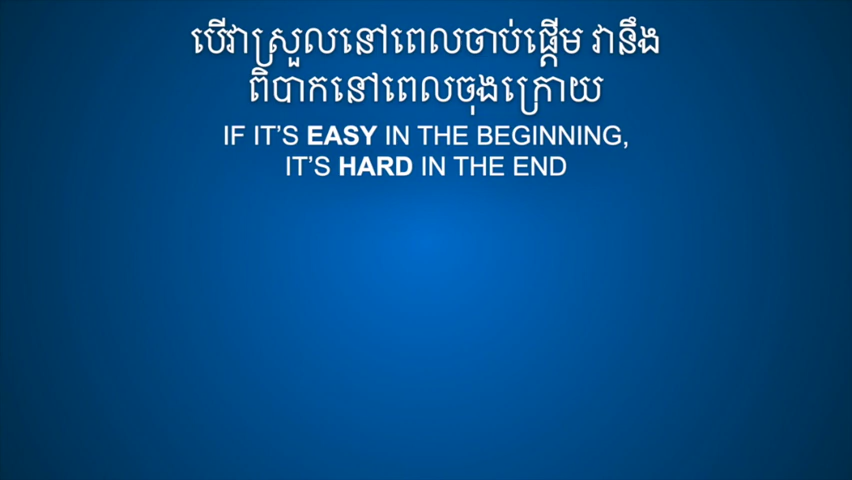 បើវាស្រួលនៅពេលចាប់ផ្ដើម វានឹង
ពិបាកនៅពេលចុងក្រោយ
IF IT’S EASY IN THE BEGINNING,
IT’S HARD IN THE END